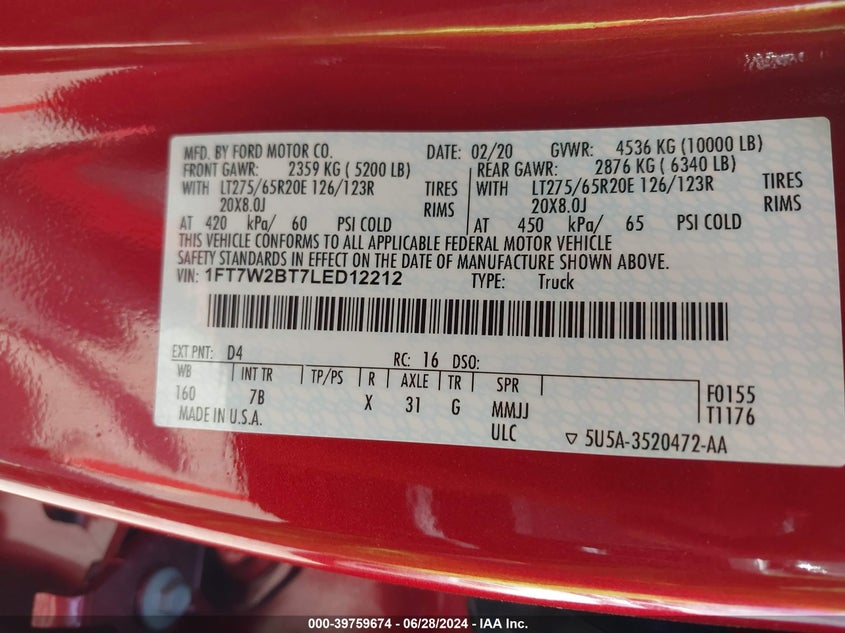 MFD. BY FORD MOTOR CO. DATE: 02/20 GVWR: 4536 KG (10000 LB)
FRONT GAWR: 2359 KG ( 5200 LB) REAR GAWR: 2876 KG ( 6340 LB)
WITH LT275/65R20E 126/123R TIRES WITH LT275/65R20E 126/123R TIRES
20X8.0J RIMS 20X8.0J RIMS
AT 420 kPa/ 60 PSI COLD AT 450 kPa/ 65 PSI COLD
THIS VEHICLE CONFORMS TO ALL APPLICABLE FEDERAL MOTOR VEHICLE
SAFETY STANDARDS IN EFFECT ON THE DATE OF MANUFACTURE SHOWN ABOVE.
VIN: 1FT7W2BT7LED12212 TYPE: Truck
EXT PNT: D4 RC: 16 DSO:
WB INT TR TP/PS R AXLE TR SPR F0155
160 7B X 31 G MMJJ T1176
MADE IN U.S.A. ULC 5U5A-3520472-AA
000-39759674 / 06/28/2024 - IAA Inc.